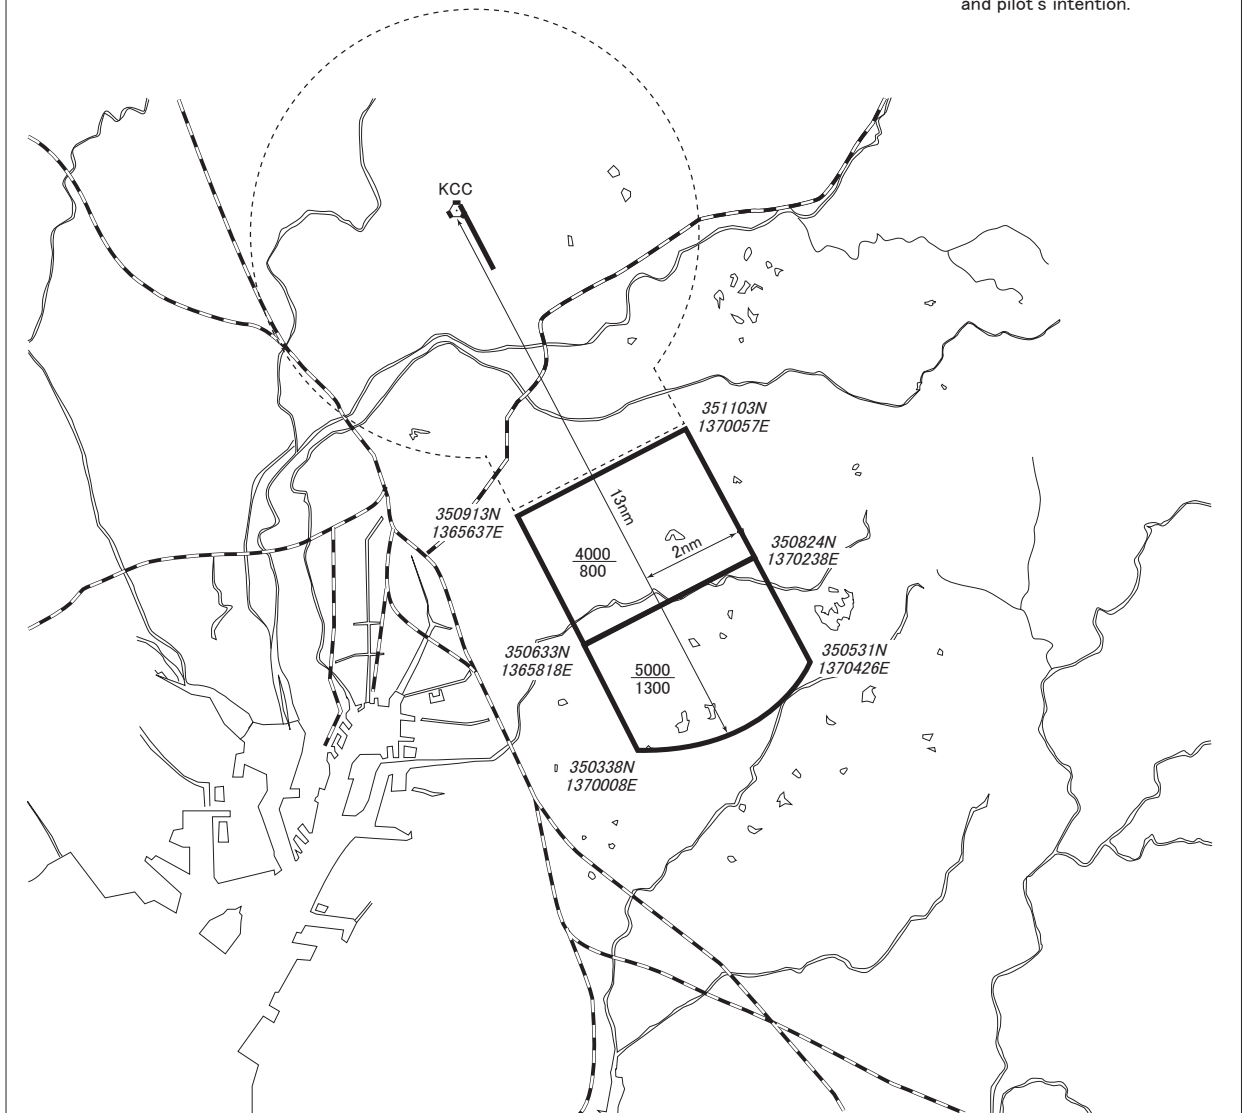 and pilot's intention.
KCC
351103N
1370057E
13nm
350913N
1365637E
2nm
350824N
1370238E
4000
800
350633N
1365818E
350531N
1370426E
5000
1300
350338N
1370008E